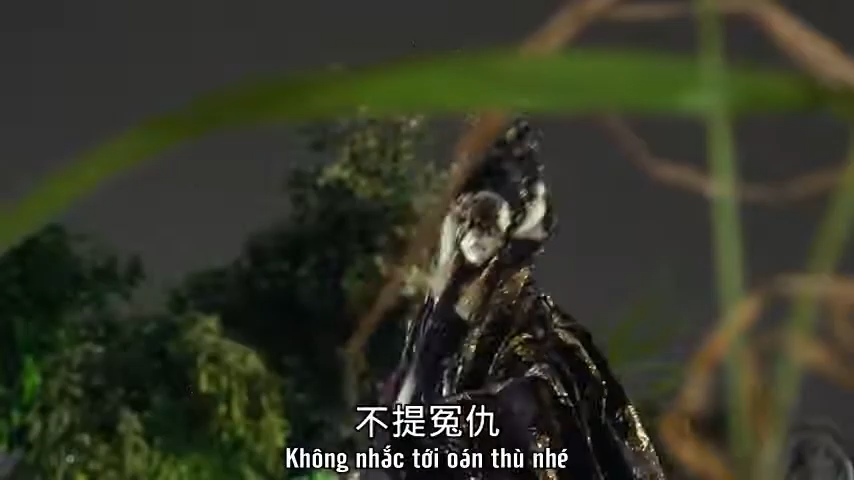 不提冤仇
Không nhắc tới oán thù nhé